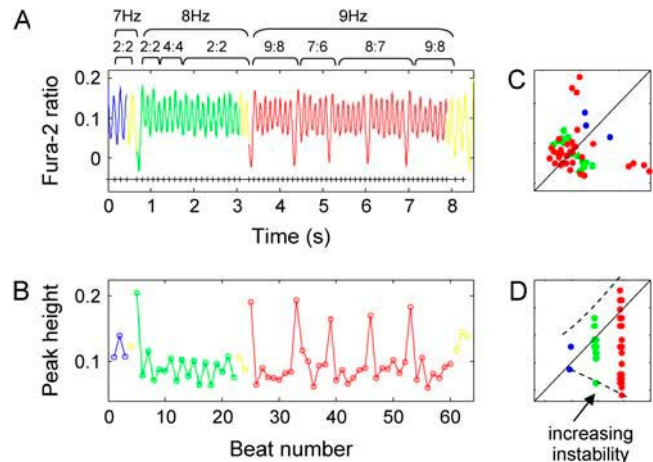 A
7Hz 8Hz 9Hz
2:2 2:2 4:4 2:2 9:8 7:6 8:7 9:8
C
0.2
0.1
0
Fura-2 ratio
0 1 2 3 4 5 6 7 8
Time (s)
B
D
0.2
0.1
Peak height
0 10 20 30 40 50 60
Beat number
increasing
instability